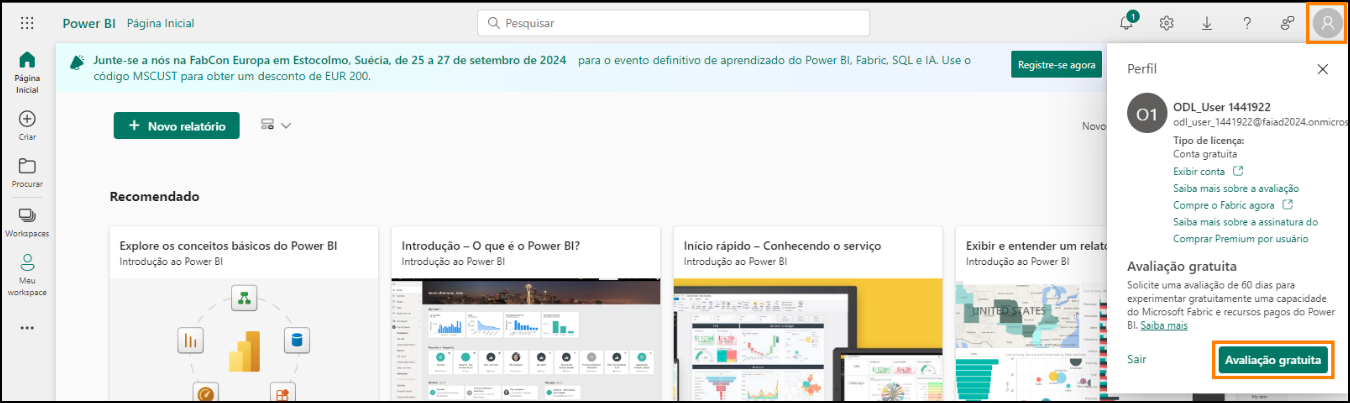 Power BI Página Inicial
Pesquisar
1
Página
Inicial
Criar
Procurar
Workspaces
Meu
workspace
Junte-se a nós na FabCon Europa em Estocolmo, Suécia, de 25 a 27 de setembro de 2024 para o evento definitivo de aprendizado do Power BI, Fabric, SQL e IA. Use o
código MSCUST para obter um desconto de EUR 200.
Registre-se agora
+ Novo relatório
Novo
Recomendado
Explore os conceitos básicos do Power BI
Introdução ao Power BI
Introdução – O que é o Power BI?
Introdução ao Power BI
Início rápido – Conhecendo o serviço
Introdução ao Power BI
Exibir e entender um relato
Introdução ao Power BI
UNITED STATES
Perfil
O1
ODL_User 1441922
odl_user_1441922@faiad2024.onmicros
Tipo de licença:
Conta gratuita
Exibir conta
Saiba mais sobre a avaliação
Compre o Fabric agora
Saiba mais sobre a assinatura do
Comprar Premium por usuário
Avaliação gratuita
Solicite uma avaliação de 60 dias para
experimentar gratuitamente uma capacidade
do Microsoft Fabric e recursos pagos do Power
BI. Saiba mais
Sair
Avaliação gratuita